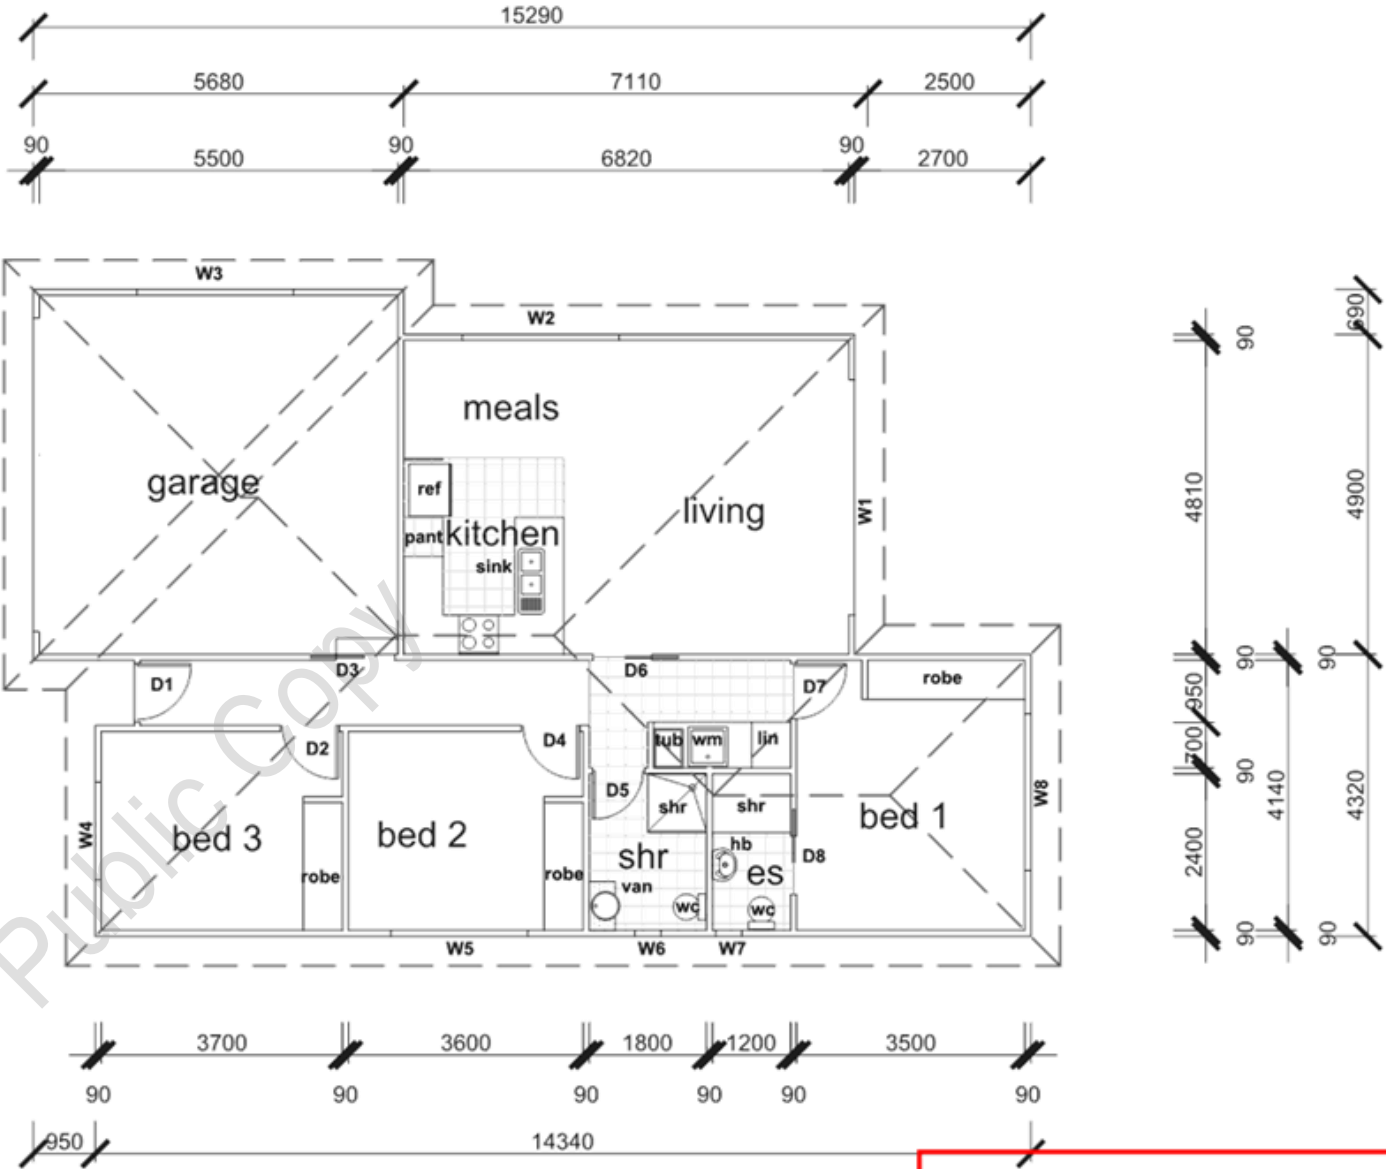 15290
5680 7110 2500
90 90 90
5500 6820 2700
W3
W2
690
90
meals
garage
ref
living
4810
4900
W1
kitchen
pant
sink
D3
D6
90
90
D1
D7
robe
950
D2
D4
tub
wm
lin
700
90
D5
shr
shr
W8
4140
4320
bed 1
W4
bed 3
bed 2
hb
D8
2400
shr
es
robe
robe
van
wc
wc
90
90
W5
W6
W7
Public Copy
3700 3600 1800 1200 3500
90 90 90 90 90 90
950 14340